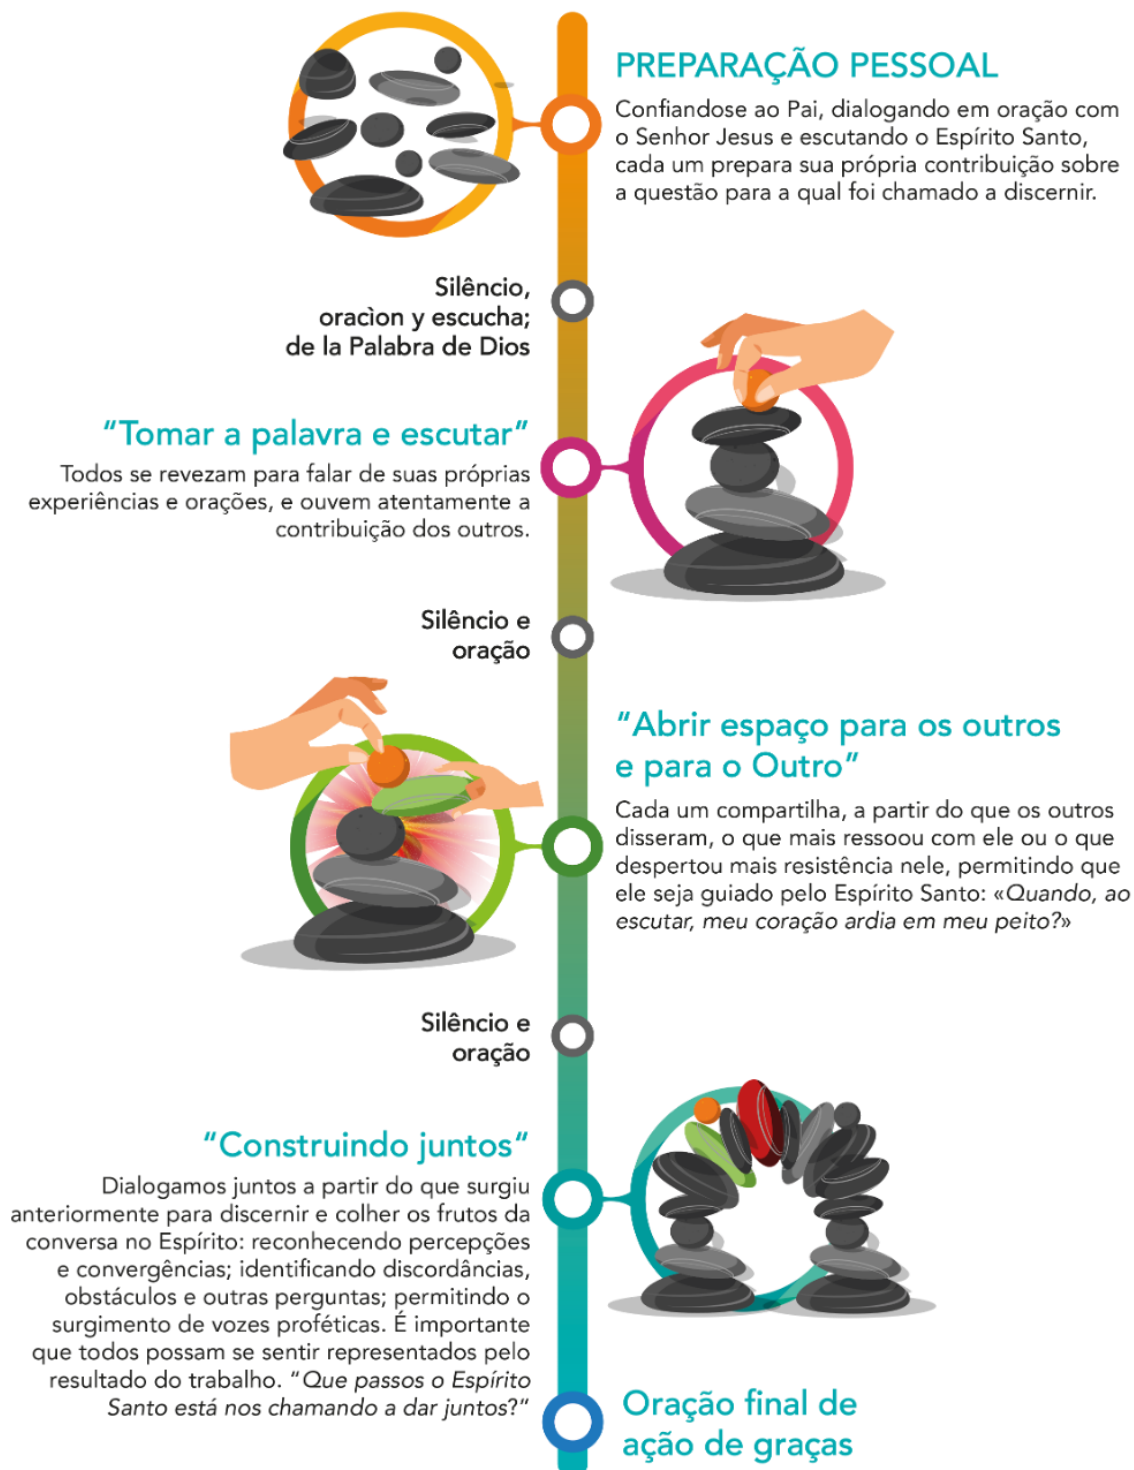 PREPARAÇÃO PESSOAL
Confiandose ao Pai, dialogando em oração com
o Senhor Jesus e escutando o Espírito Santo,
cada um prepara sua própria contribuição sobre
a questão para a qual foi chamado a discernir.
Silêncio,
oracìon y escucha;
de la Palabra de Dios
“Tomar a palavra e escutar”
Todos se revezam para falar de suas próprias
experiências e orações, e ouvem atentamente a
contribuição dos outros.
Silêncio e
oração
“Abrir espaço para os outros
e para o Outro”
Cada um compartilha, a partir do que os outros
disseram, o que mais ressoou com ele ou o que
despertou mais resistência nele, permitindo que
ele seja guiado pelo Espírito Santo: «Quando, ao
escutar, meu coração ardia em meu peito?»
Silêncio e
oração
“Construindo juntos“
Dialogamos juntos a partir do que surgiu
anteriormente para discernir e colher os frutos da
conversa no Espírito: reconhecendo percepções
e convergências; identificando discordâncias,
obstáculos e outras perguntas; permitindo o
surgimento de vozes proféticas. É importante
que todos possam se sentir representados pelo
resultado do trabalho. “Que passos o Espírito
Santo está nos chamando a dar juntos?“
Oração final de
ação de graças